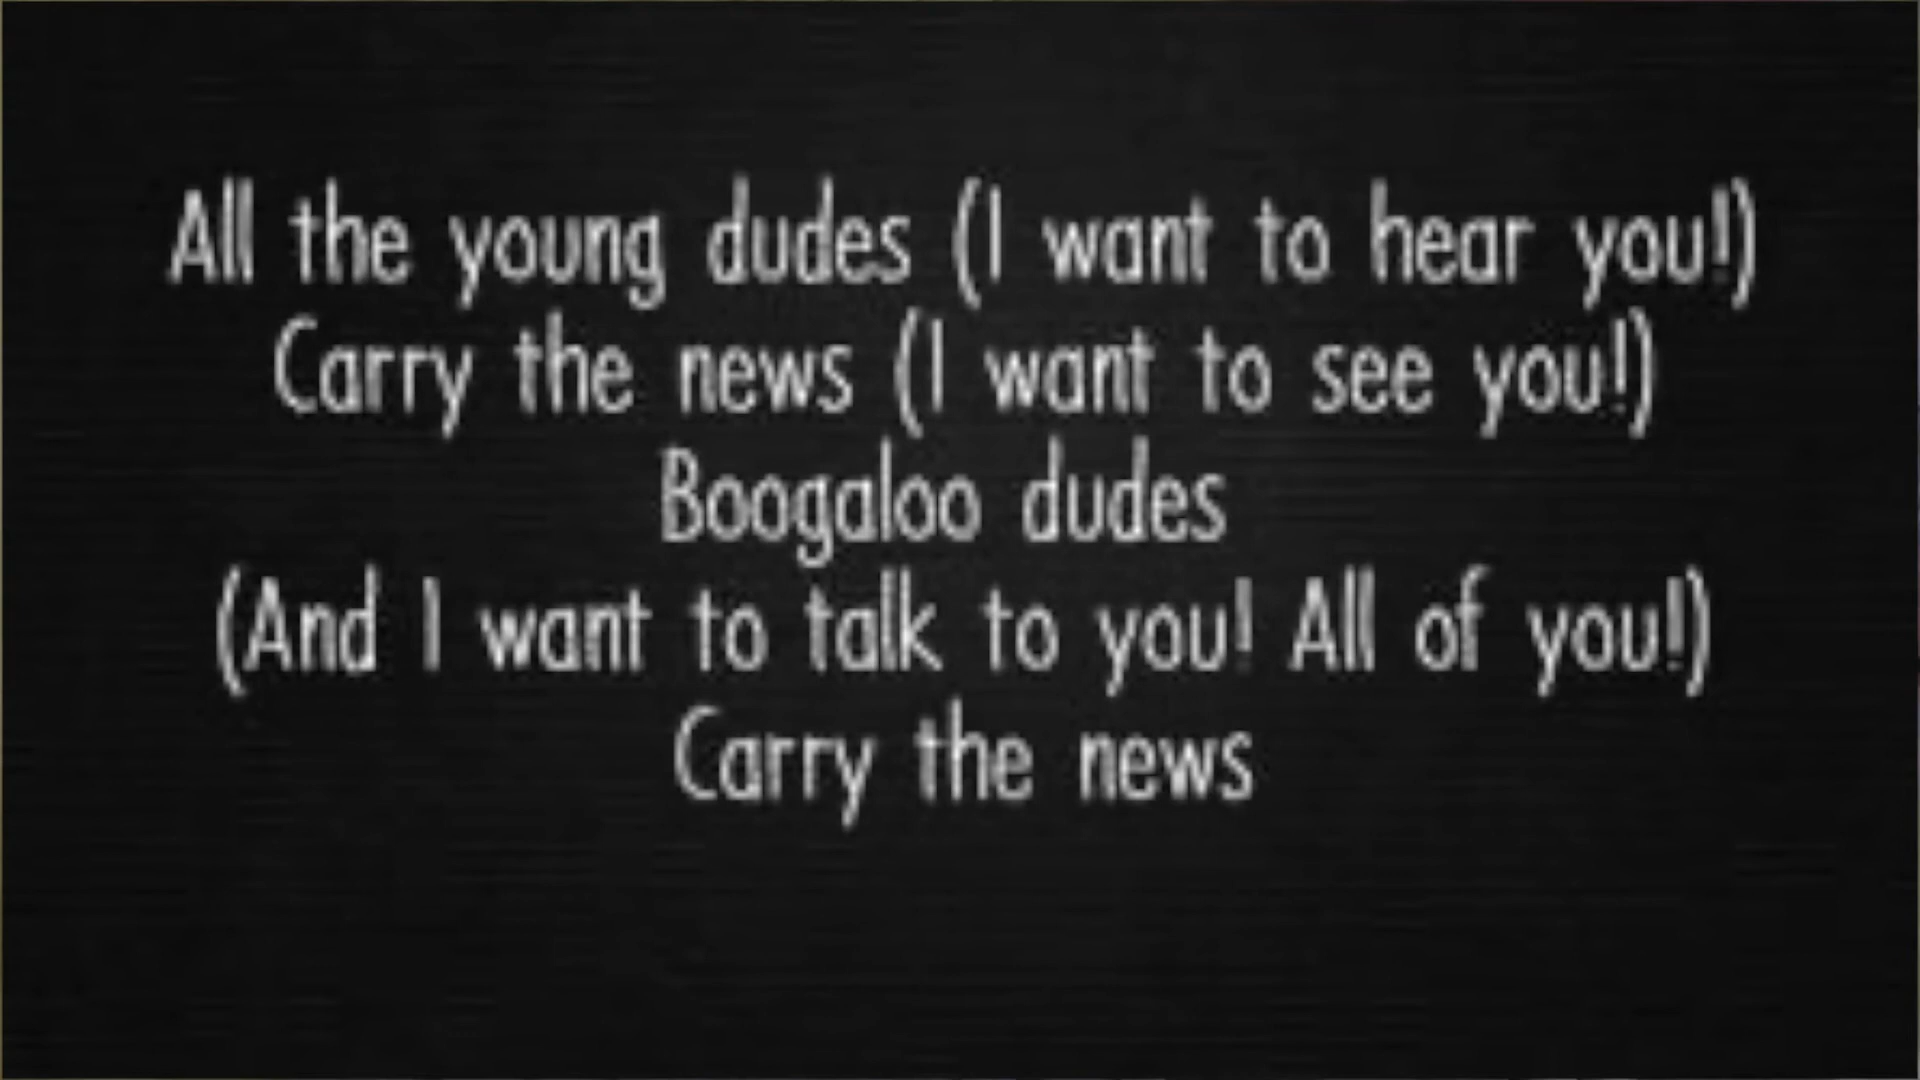 All the young dudes (I want to hear you!)
Carry the news (I want to see you!)
Boogaloo dudes
(And I want to talk to you! All of you!)
Carry the news